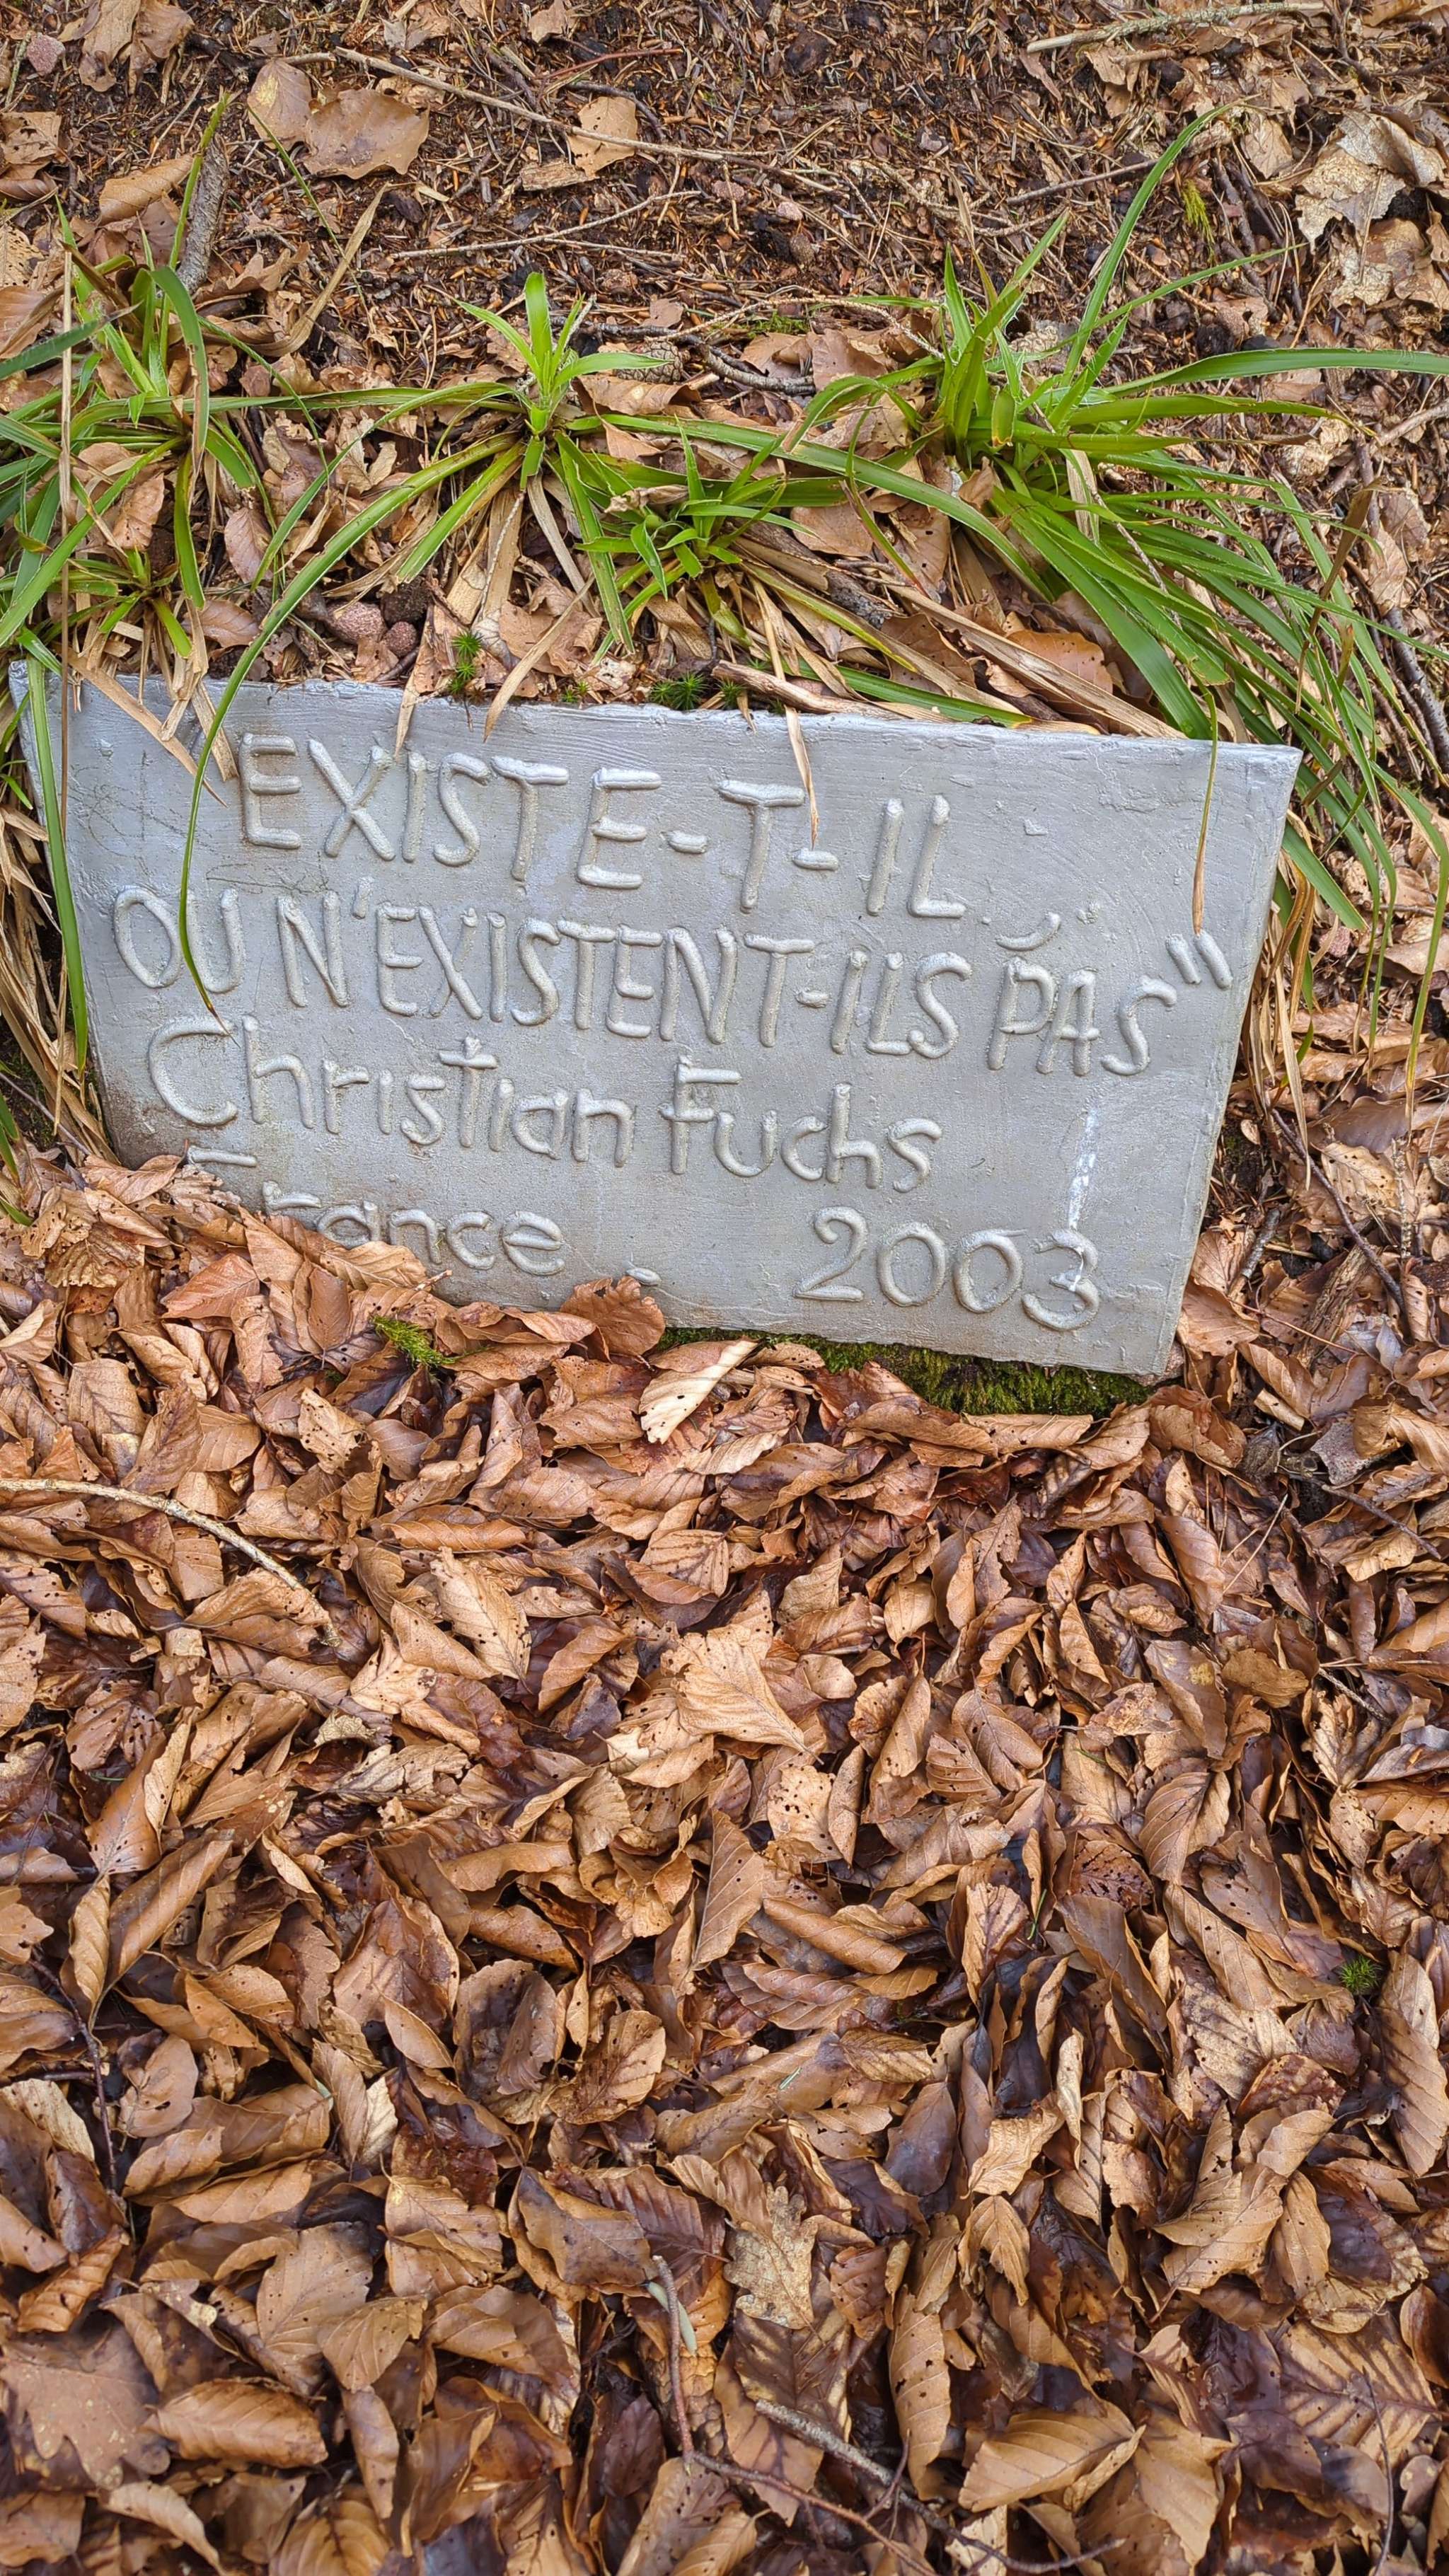 "EXISTE-T-IL
OU N'EXISTENT-ILS PAS"
Christian Fuchs
France 2003